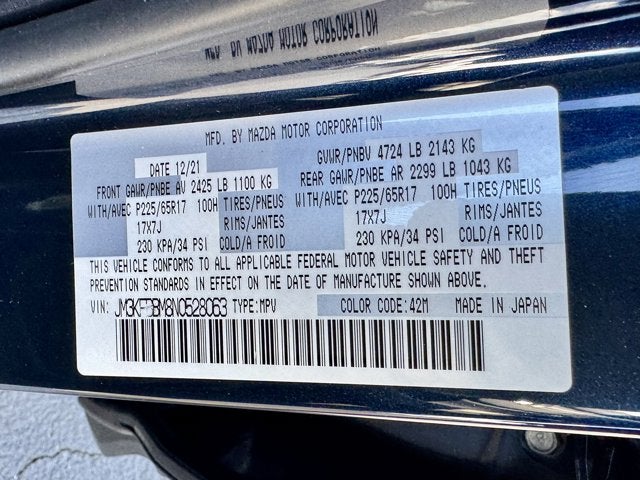 MFD. BY MAZDA MOTOR CORPORATION
DATE 12/21
GVWR/PNBV 4724 LB 2143 KG
FRONT GAWR/PNBE AV 2425 LB 1100 KG
REAR GAWR/PNBE AR 2299 LB 1043 KG
WITH/AVEC P225/65R17 100H TIRES/PNEUS
WITH/AVEC P225/65R17 100H TIRES/PNEUS
17X7J RIMS/JANTES
17X7J RIMS/JANTES
230 KPA/34 PSI COLD/A FROID
230 KPA/34 PSI COLD/A FROID
THIS VEHICLE CONFORMS TO ALL APPLICABLE FEDERAL MOTOR VEHICLE SAFETY AND THEFT
PREVENTION STANDARDS IN EFFECT ON THE DATE OF MANUFACTURE SHOWN ABOVE.
VIN: JM3KFBBM8N0528063 TYPE:MPV COLOR CODE:42M MADE IN JAPAN